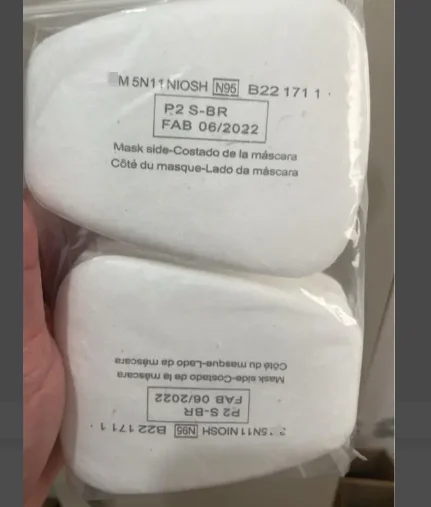 M 5N11 NIOSH N95 B22 171 1
P2 S-BR
FAB 06/2022
Mask side-Costado de la máscara
Côté du masque-Lado da máscara
5N11 NIOSH N95 B22 171 1
P2 S-BR
FAB 06/2022
Mask side-Costado de la máscara
Côté du masque-Lado da máscara